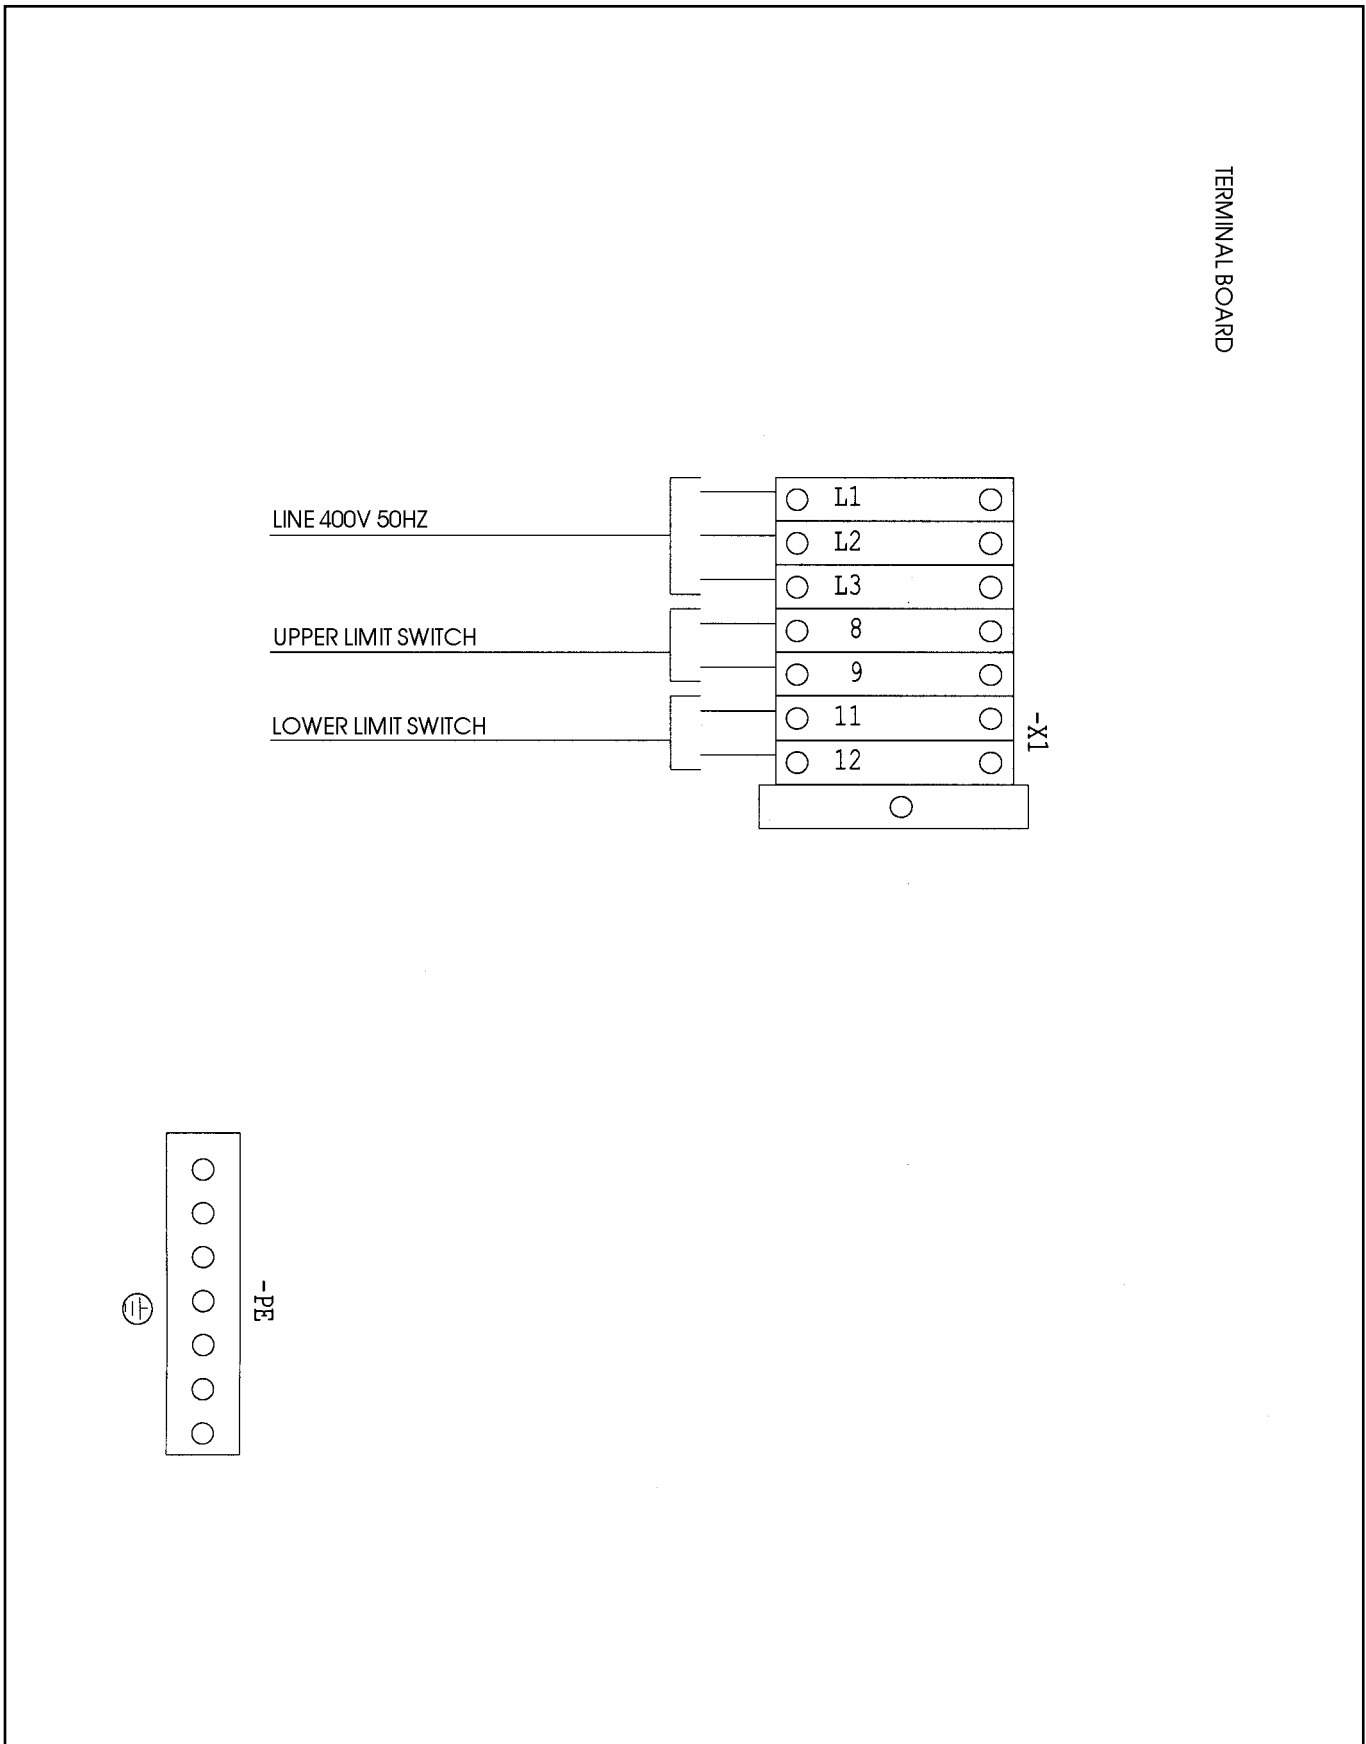 TERMINAL BOARD
LINE 400V 50HZ
UPPER LIMIT SWITCH
LOWER LIMIT SWITCH
L1
L2
L3
8
9
11
12
-X1
-PE